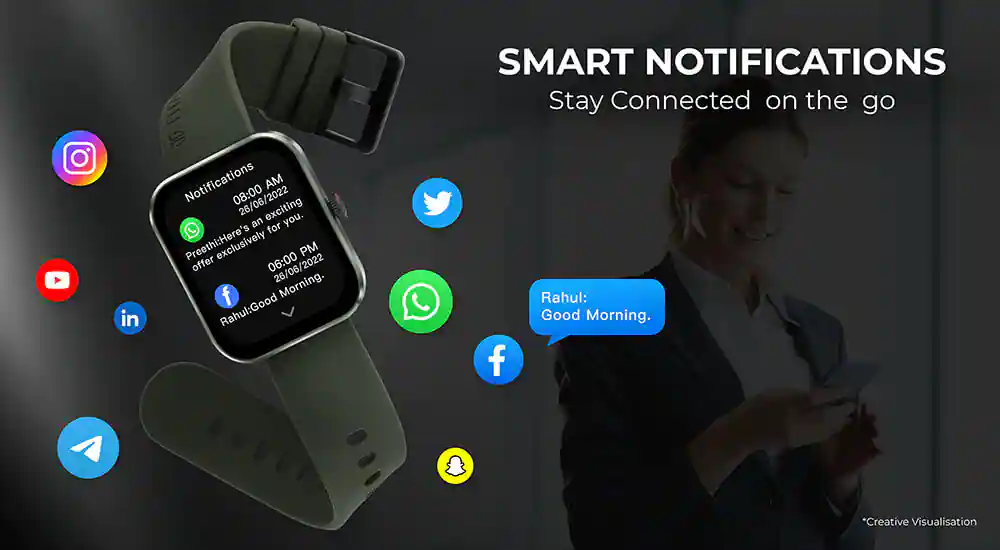 SMART NOTIFICATIONS
Stay Connected on the go
Notifications
08:00 AM
26/06/2022
Preethi:Here's an exciting
offer exclusively for you.
06:00 PM
26/06/2022
Rahul:Good Morning.
in
f
Rahul:
Good Morning.
*Creative Visualisation